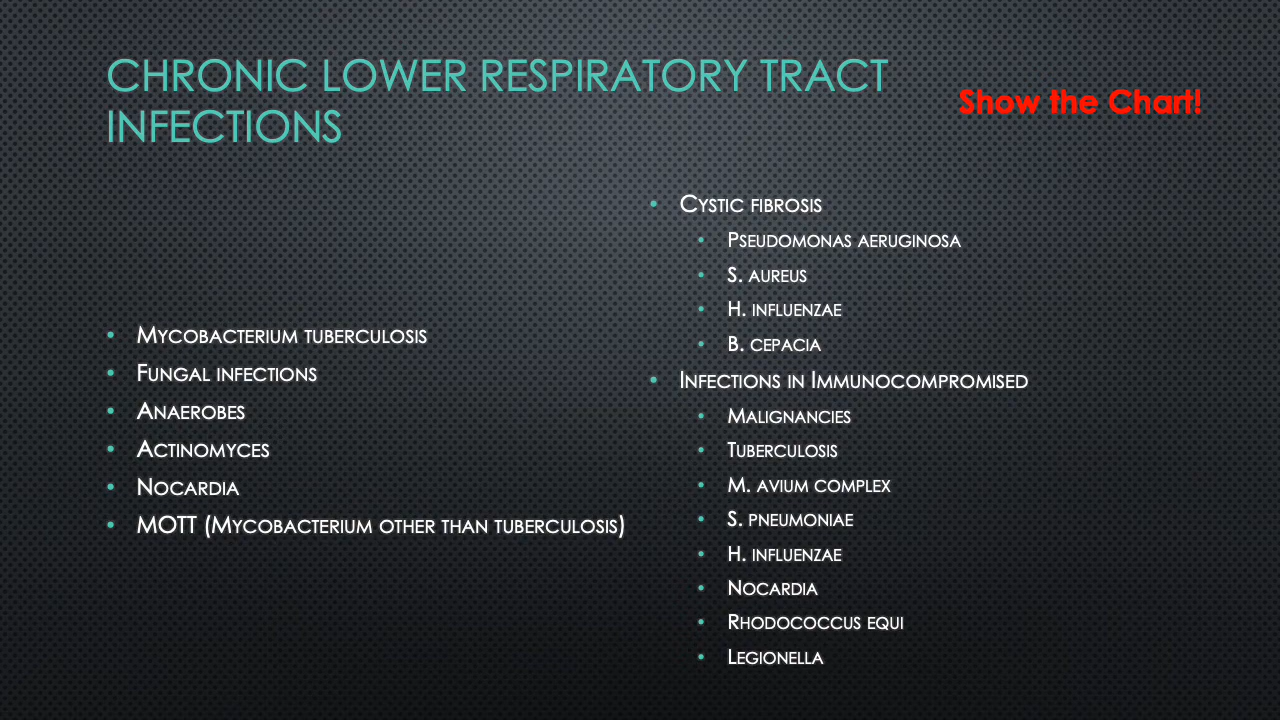 CHRONIC LOWER RESPIRATORY TRACT
INFECTIONS
Show the Chart!
• Mycobacterium tuberculosis
• Fungal infections
• Anaerobes
• Actinomyces
• Nocardia
• MOTT (Mycobacterium other than tuberculosis)
• Cystic fibrosis
• Pseudomonas aeruginosa
• S. aureus
• H. influenzae
• B. cepacia
• Infections in Immunocompromised
• Malignancies
• Tuberculosis
• M. avium complex
• S. pneumoniae
• H. influenzae
• Nocardia
• Rhodococcus equi
• Legionella